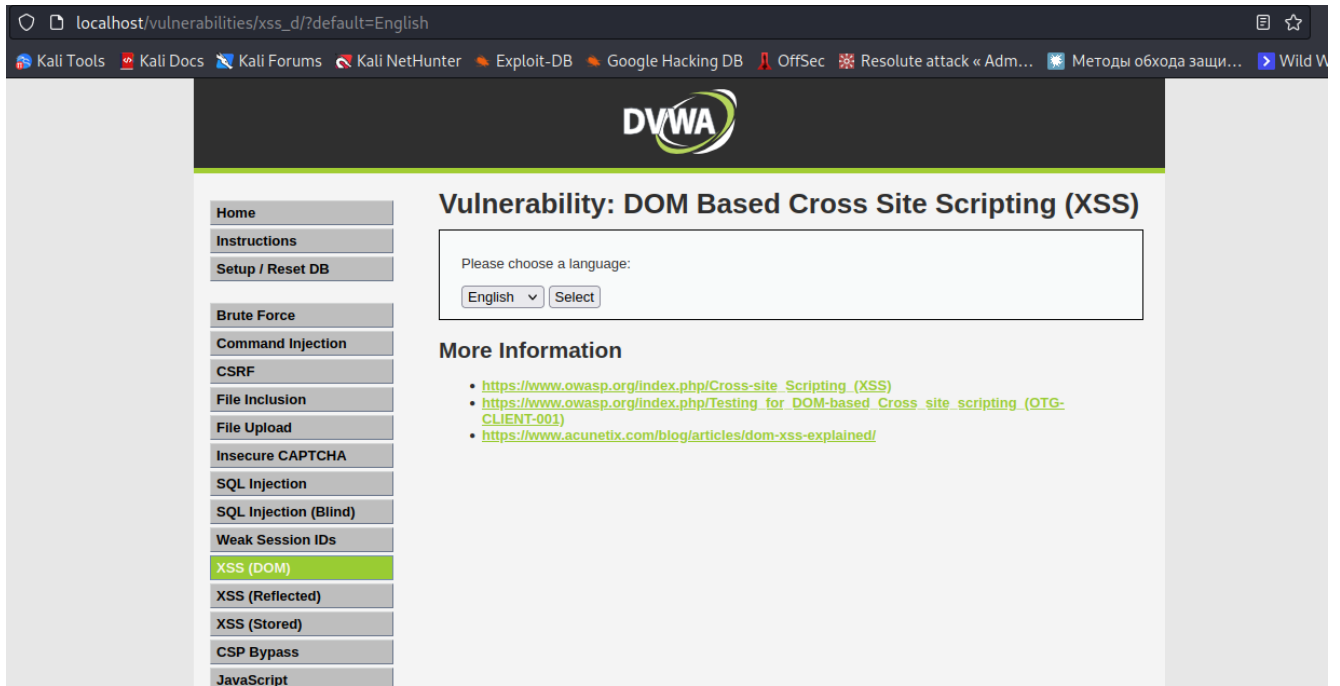 localhost/vulnerabilities/xss_d/?default=English
Kali Tools Kali Docs Kali Forums Kali NetHunter Exploit-DB Google Hacking DB OffSec Resolute attack « Adm... Методы обхода защи... Wild W
DVWA
Home
Instructions
Setup / Reset DB
Brute Force
Command Injection
CSRF
File Inclusion
File Upload
Insecure CAPTCHA
SQL Injection
SQL Injection (Blind)
Weak Session IDs
XSS (DOM)
XSS (Reflected)
XSS (Stored)
CSP Bypass
JavaScript
Vulnerability: DOM Based Cross Site Scripting (XSS)
Please choose a language:
English Select
More Information
https://www.owasp.org/index.php/Cross-site_Scripting_(XSS)
https://www.owasp.org/index.php/Testing_for_DOM-based_Cross_site_scripting_(OTG-
CLIENT-001)
https://www.acunetix.com/blog/articles/dom-xss-explained/